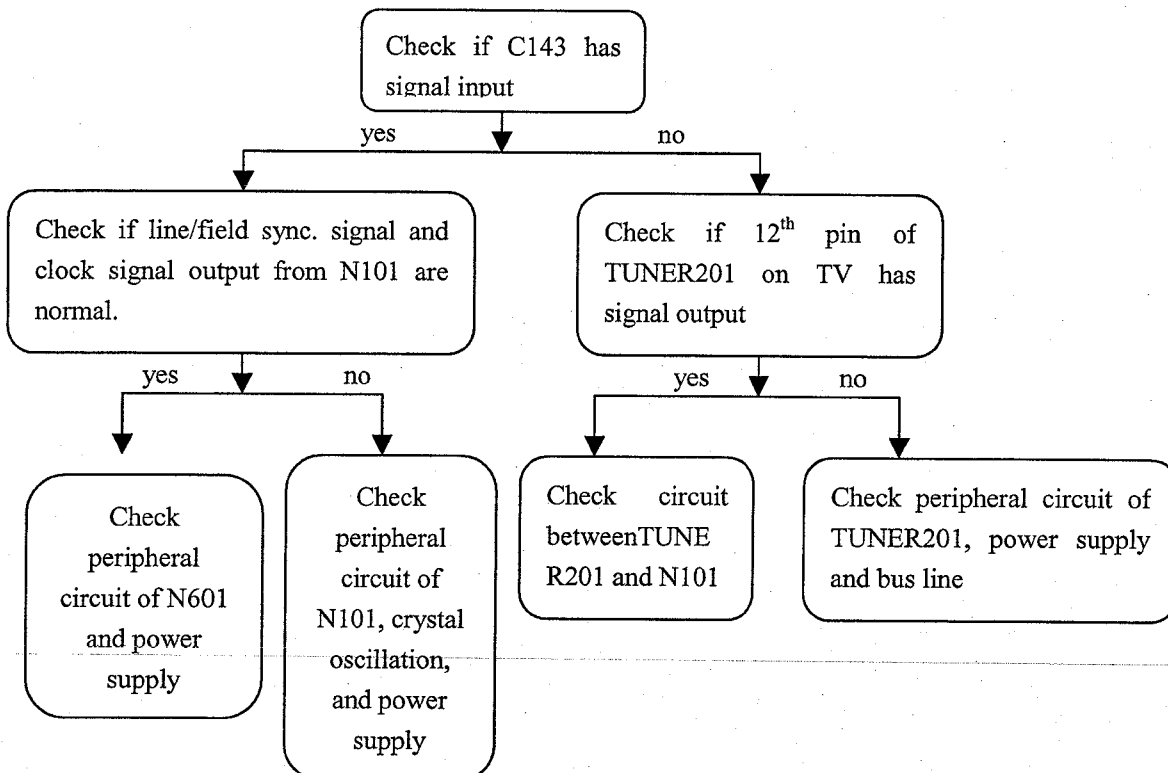 Check if C143 has
signal input
yes
no
Check if line/field sync. signal and
clock signal output from N101 are
normal.
Check if 12th pin of
TUNER201 on TV has
signal output
yes
no
yes
no
Check
peripheral
circuit of N601
and power
supply
Check
peripheral
circuit of
N101, crystal
oscillation,
and power
supply
Check circuit
betweenTUNE
R201 and N101
Check peripheral circuit of
TUNER201, power supply
and bus line